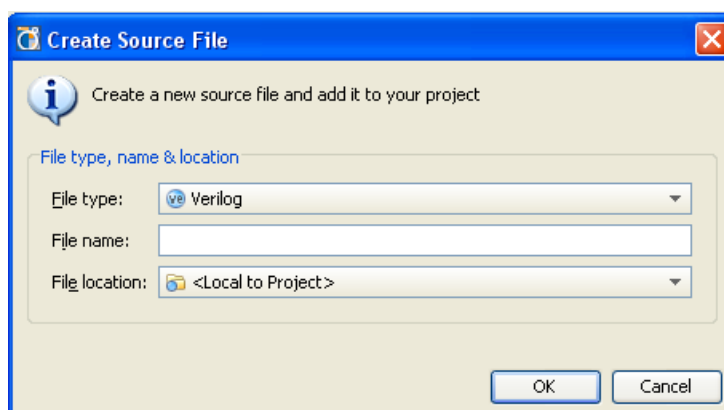 Create Source File
Create a new source file and add it to your project
File type, name & location
File type:
ve Verilog
File name:
File location:
<Local to Project>
OK
Cancel